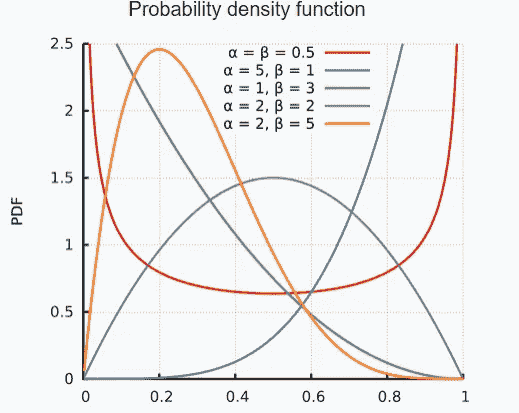 Probability density function
2.5
2
1.5
1
0.5
0
PDF
α = β = 0.5
α = 5, β = 1
α = 1, β = 3
α = 2, β = 2
α = 2, β = 5
0 0.2 0.4 0.6 0.8 1